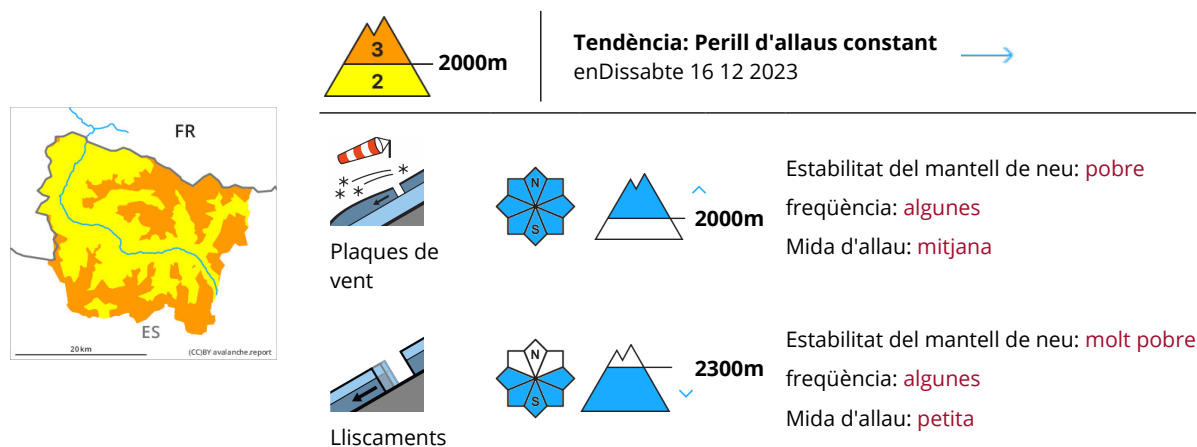 3
2
2000m
Tendència: Perill d'allaus constant
enDissabte 16 12 2023
FR
ES
20 km
(CC)BY avalanche.report
Plaques de
vent
N
S
2000m
Estabilitat del mantell de neu: pobre
freqüència: algunes
Mida d'allau: mitjana
Lliscaments
N
S
2300m
Estabilitat del mantell de neu: molt pobre
freqüència: algunes
Mida d'allau: petita